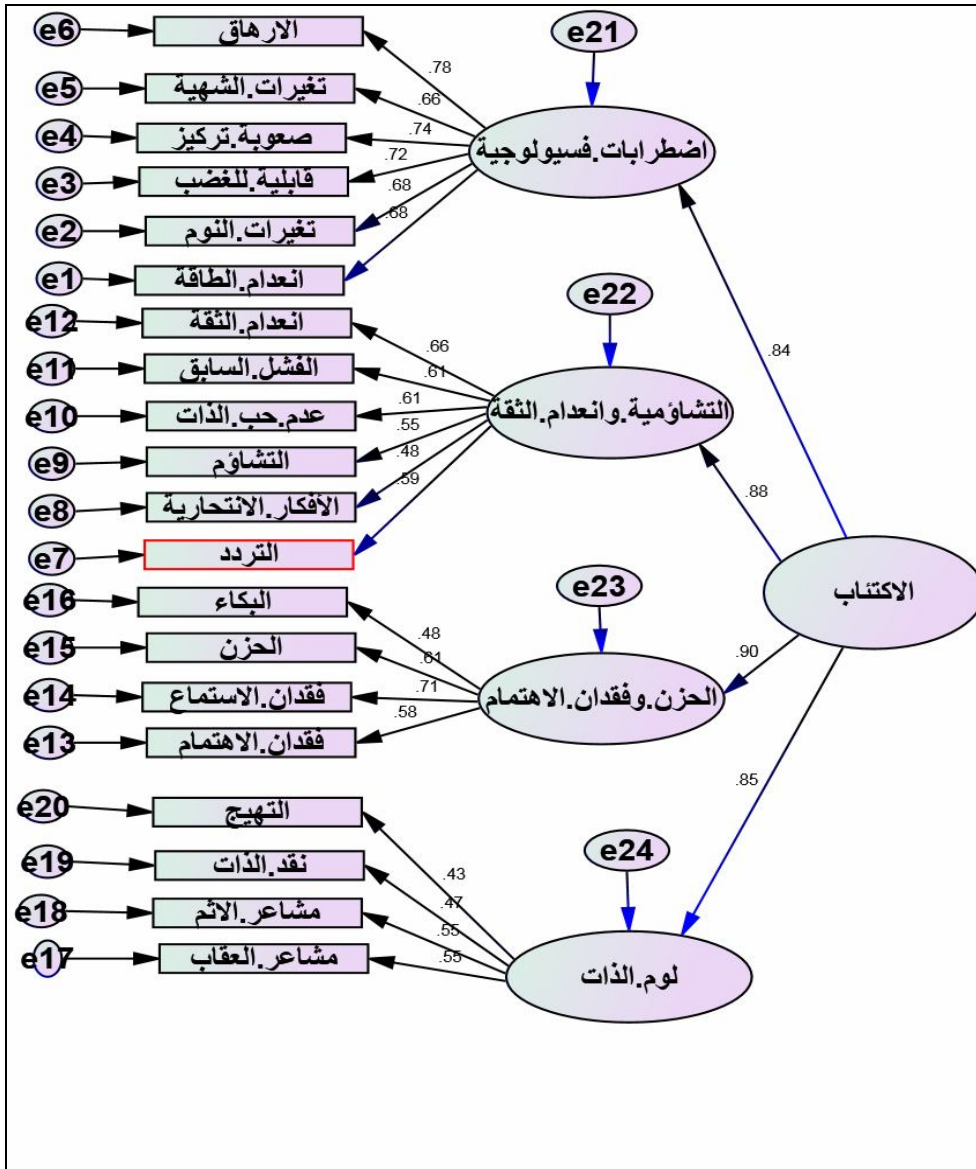 e6
الارهاق
e21
.78
e5
تغيرات.الشهية
.66
e4
صعوبة.تركيز
.74
اضطرابات.فسيولوجية
e3
قابلية.للغضب
.72
e2
تغيرات.النوم
.68
e1
انعدام.الطاقة
.68
e22
e12
انعدام.الثقة
.66
.84
e11
الفشل.السابق
.61
e10
عدم.حب.الذات
.61
التشاؤمية.وانعدام.الثقة
e9
التشاؤم
.55
e8
الأفكار.الانتحارية
.48
.88
e7
التردد
.59
الاكتئاب
e23
e16
البكاء
.48
e15
الحزن
.61
.90
e14
فقدان.الاستماع
.71
الحزن.وفقدان.الاهتمام
e13
فقدان.الاهتمام
.58
.85
e20
التهيج
.43
e24
e19
نقد.الذات
.47
e18
مشاعر.الاثم
.55
e17
مشاعر.العقاب
.55
لوم.الذات